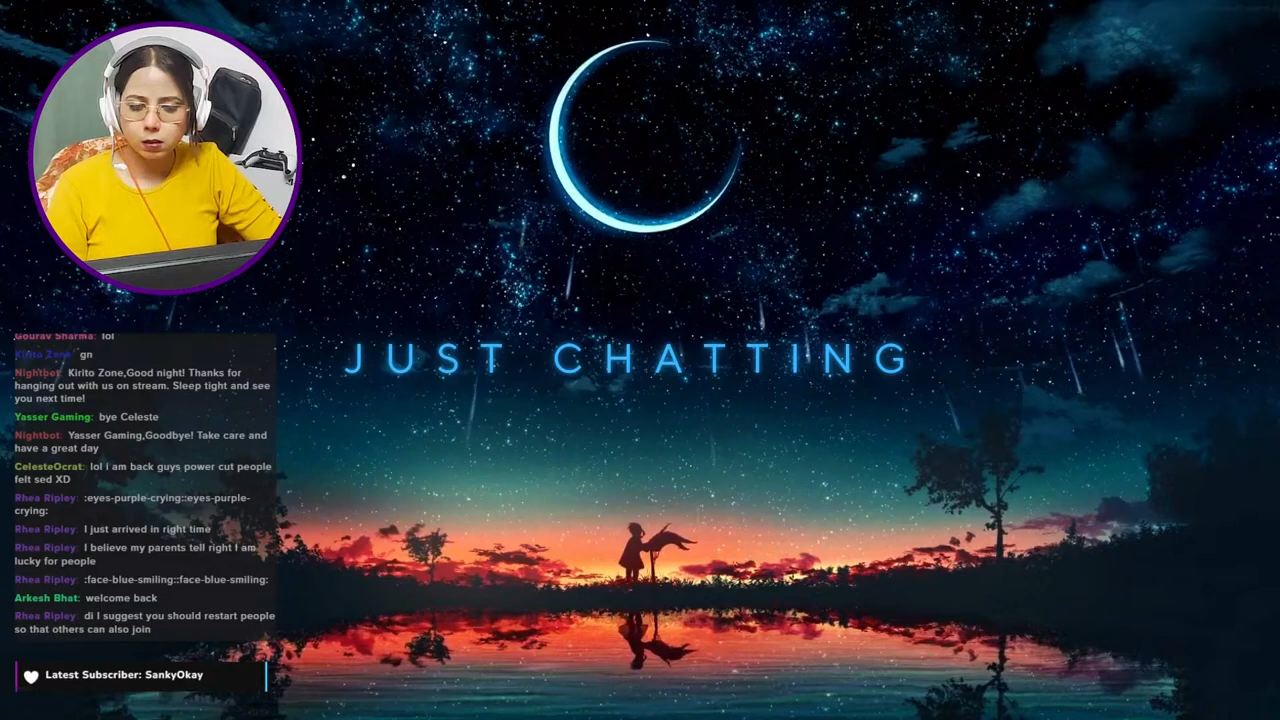 JUST CHATTING
Gourav Sharma: lol
Kirito Zone: gn
Nightbot: Kirito Zone,Good night! Thanks for
hanging out with us on stream. Sleep tight and see
you next time!
Yasser Gaming: bye Celeste
Nightbot: Yasser Gaming,Goodbye! Take care and
have a great day
CelesteOcrat: lol i am back guys power cut people
felt sed XD
Rhea Ripley: :eyes-purple-crying::eyes-purple-
crying:
Rhea Ripley: I just arrived in right time
Rhea Ripley: I believe my parents tell right I am
lucky for people
Rhea Ripley: :face-blue-smiling::face-blue-smiling:
Arkesh Bhat: welcome back
Rhea Ripley: di I suggest you should restart people
so that others can also join
Latest Subscriber: SankyOkay